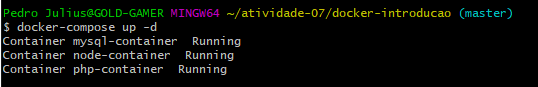 Pedro Julius@GOLD-GAMER MINGW64 ~/atividade-07/docker-introducao (master)
$ docker-compose up -d
Container mysql-container  Running
Container node-container  Running
Container php-container  Running